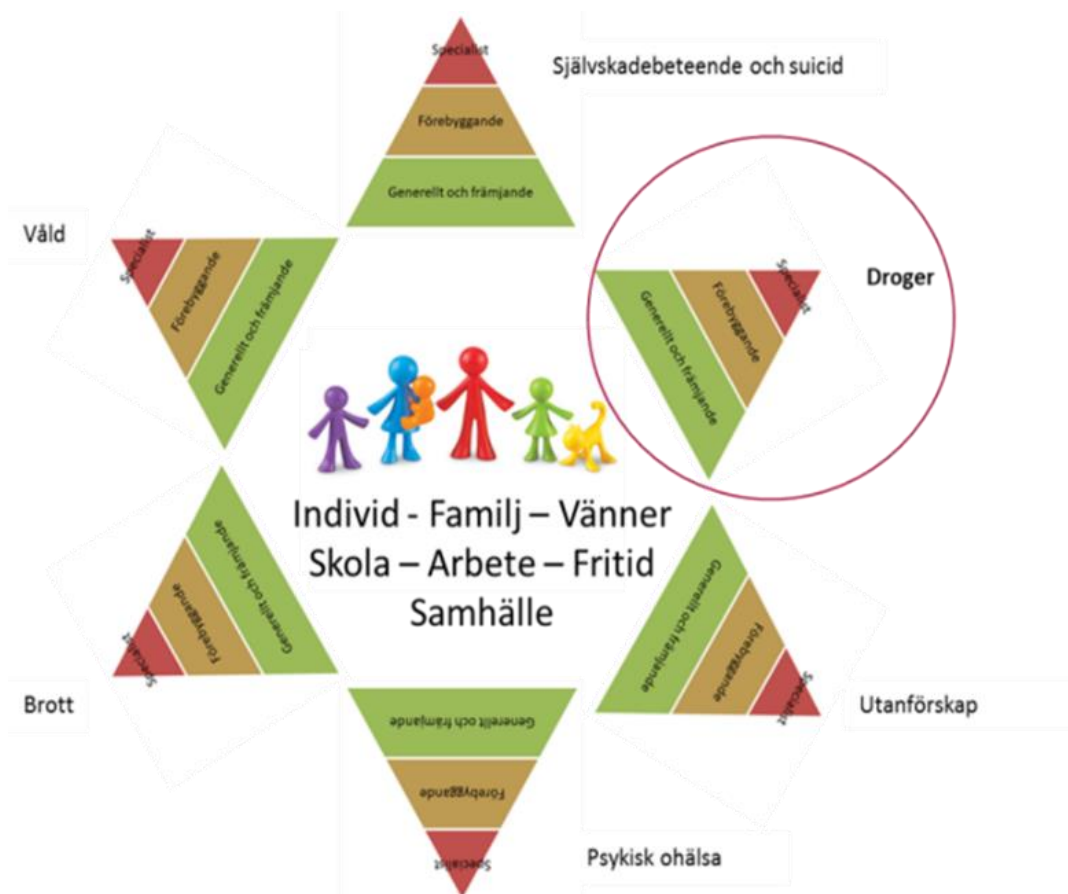 Specialist
Förebyggande
Generellt och främjande
Självskadebeteende och suicid
Våld
Specialist
Förebyggande
Generellt och främjande
Generellt och främjande
Förebyggande
Specialist
Droger
Individ - Familj – Vänner
Skola – Arbete – Fritid
Samhälle
Specialist
Förebyggande
Generellt och främjande
Brott
Generellt och främjande
Förebyggande
Specialist
Utanförskap
Generellt och främjande
Förebyggande
Specialist
Psykisk ohälsa